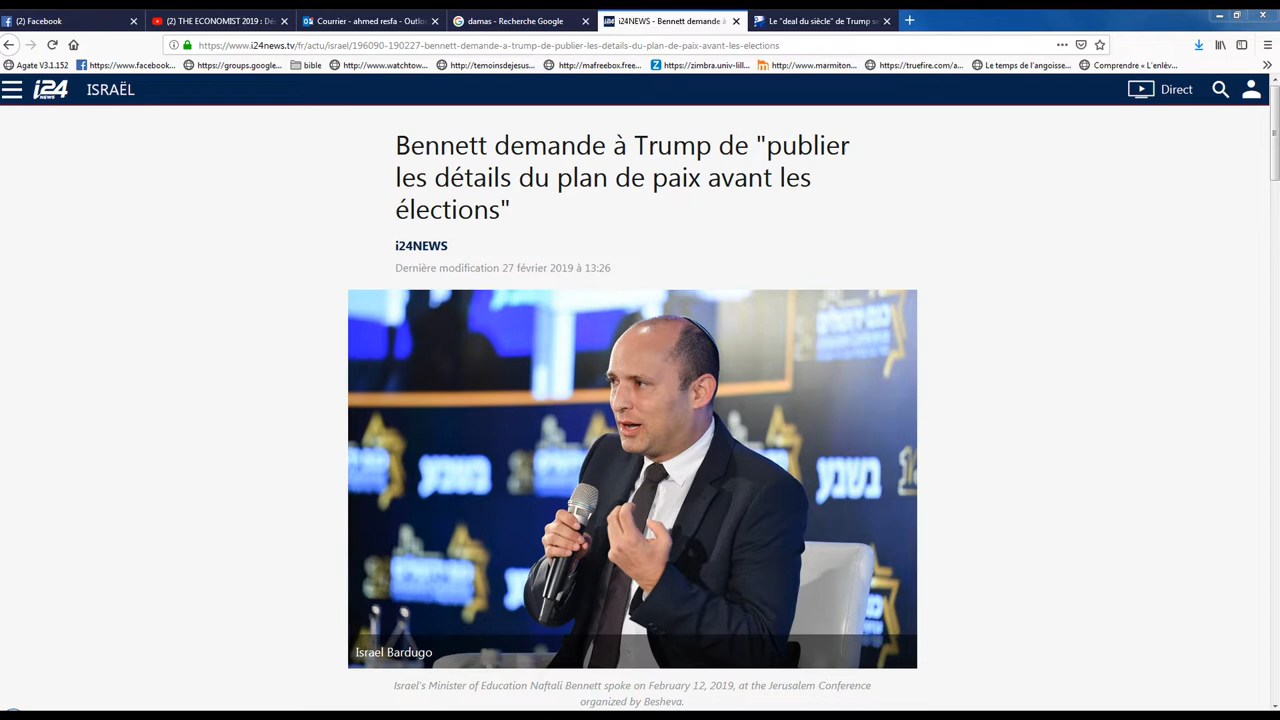 (2) Facebook
(2) THE ECONOMIST 2019 : Dé
Courrier - ahmed resfa - Outloo
damas - Recherche Google
i24NEWS - Bennett demande à
Le "deal du siècle" de Trump se
https://www.i24news.tv/fr/actu/israel/196090-190227-bennett-demande-a-trump-de-publier-les-details-du-plan-de-paix-avant-les-elections
Agate V3.1.152
https://www.facebook...
https://groups.google...
bible
http://www.watchtow...
http://temoinsdejesus...
http://mafreebox.free...
https://zimbra.univ-lill...
http://www.marmiton...
https://truefire.com/a...
Le temps de l'angoisse...
Comprendre « L'enlèv...
i24
NEWS
ISRAËL
Direct
Bennett demande à Trump de "publier
les détails du plan de paix avant les
élections"
i24NEWS
Dernière modification 27 février 2019 à 13:26
בשבע
בשבע
Israel Bardugo
Israel's Minister of Education Naftali Bennett spoke on February 12, 2019, at the Jerusalem Conference
organized by Besheva.